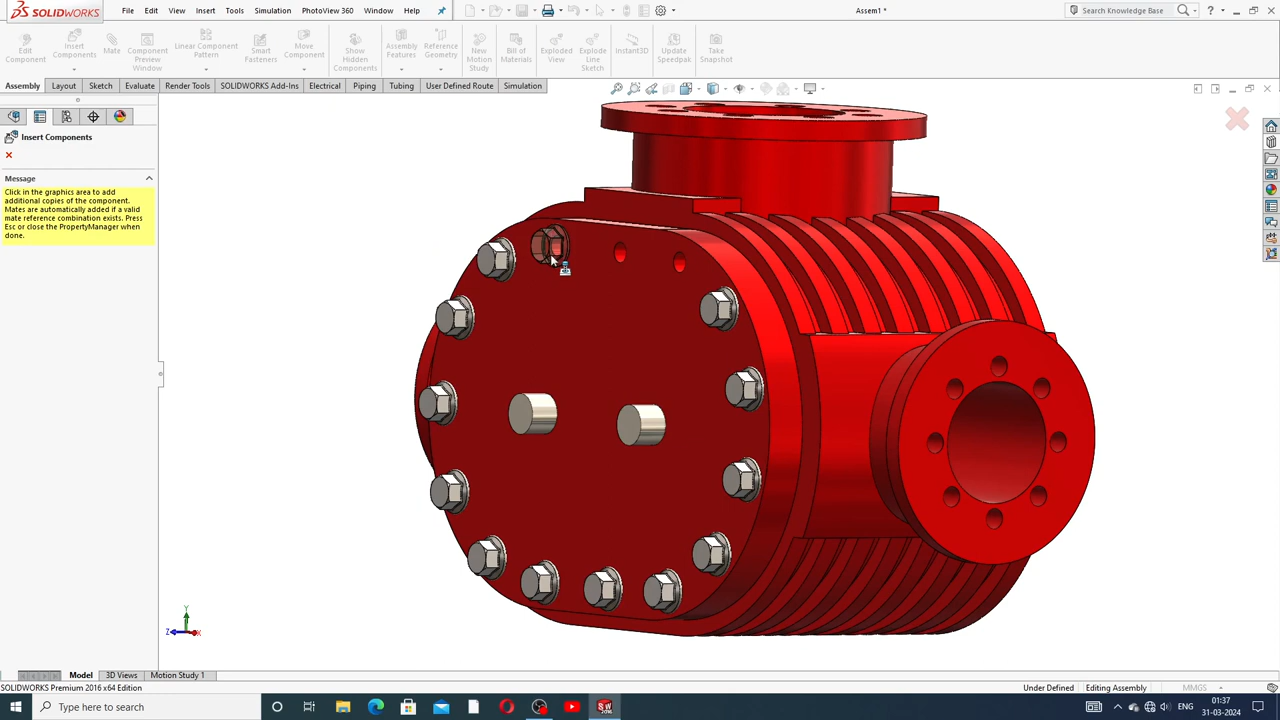 SOLIDWORKS
File Edit View Insert Tools Simulation PhotoView 360 Window Help
Assem1 *
Search Knowledge Base
Edit Component
Insert Components
Mate
Component Preview Window
Linear Component Pattern
Smart Fasteners
Move Component
Show Hidden Components
Assembly Features
Reference Geometry
New Motion Study
Bill of Materials
Exploded View
Explode Line Sketch
Instant3D
Update Speedpak
Take Snapshot
Assembly Layout Sketch Evaluate Render Tools SOLIDWORKS Add-Ins Electrical Piping Tubing User Defined Route Simulation
Insert Components
Message
Click in the graphics area to add
additional copies of the component.
Mates are automatically added if a valid
mate reference combination exists. Press
Esc or close the PropertyManager when
done.
Y
Z X
Model 3D Views Motion Study 1
SOLIDWORKS Premium 2016 x64 Edition
Under Defined Editing Assembly MMGS
Type here to search
ENG
01:37
31-03-2024